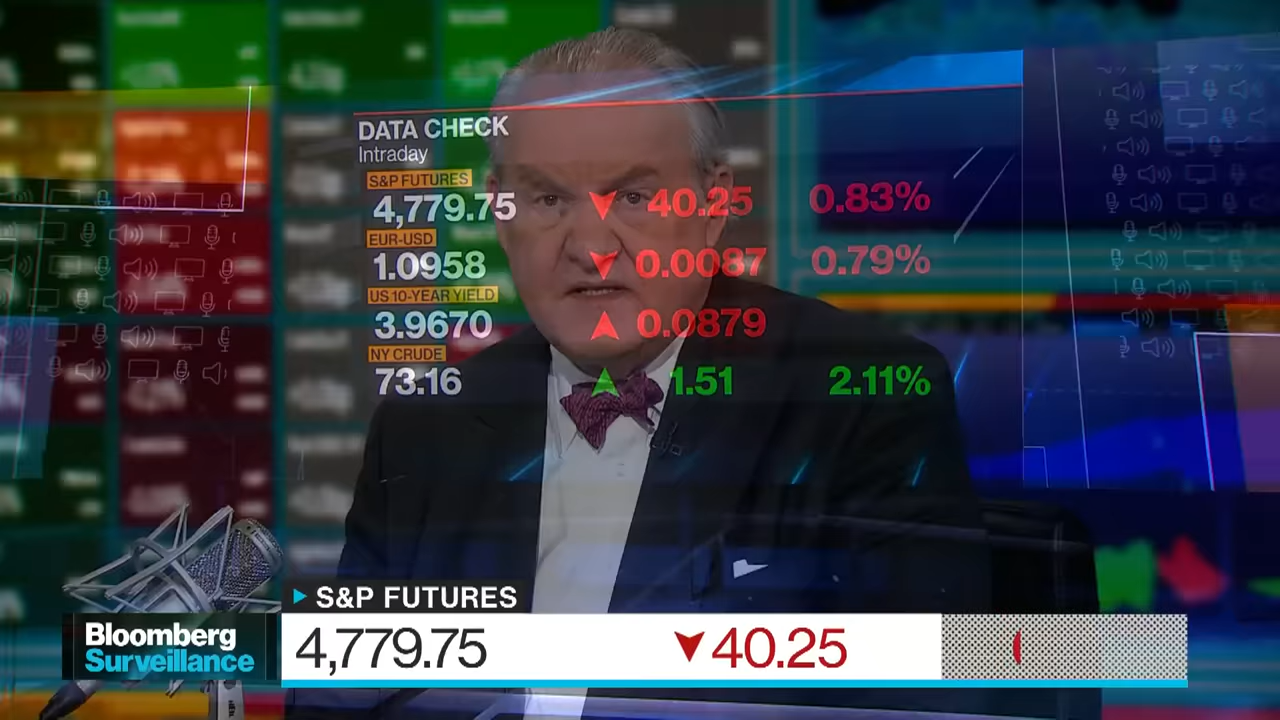 DATA CHECK
Intraday
S&P FUTURES
4,779.75 40.25 0.83%
EUR-USD
1.0958 0.0087 0.79%
US 10-YEAR YIELD
3.9670 0.0879
NY CRUDE
73.16 1.51 2.11%
S&P FUTURES
4,779.75 40.25
Bloomberg
Surveillance